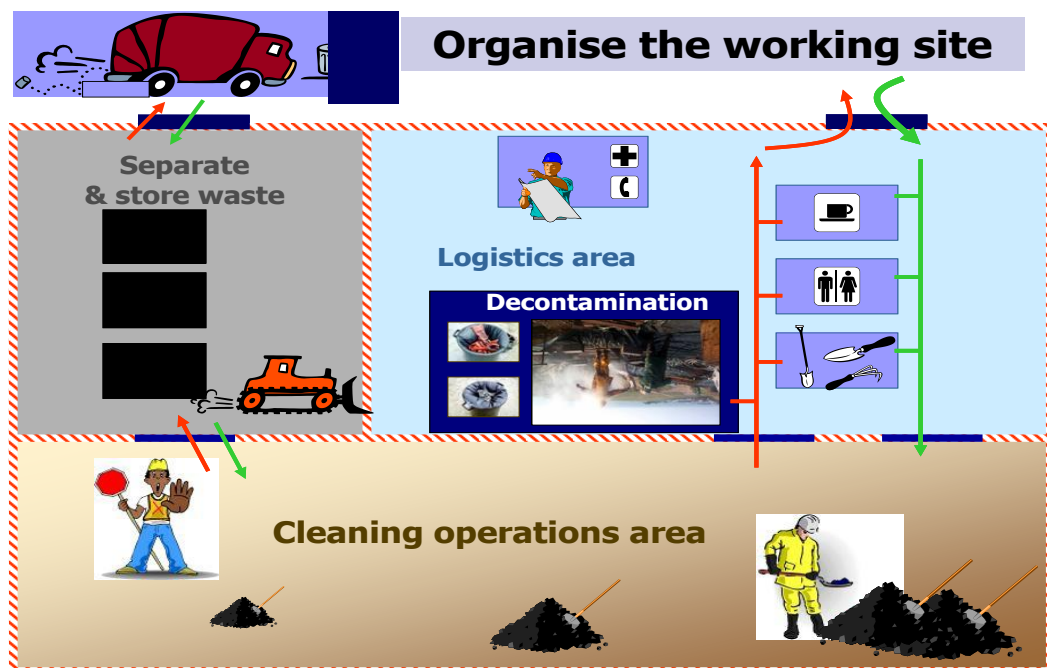 Organise the working site
Separate
& store waste
Logistics area
Decontamination
Cleaning operations area